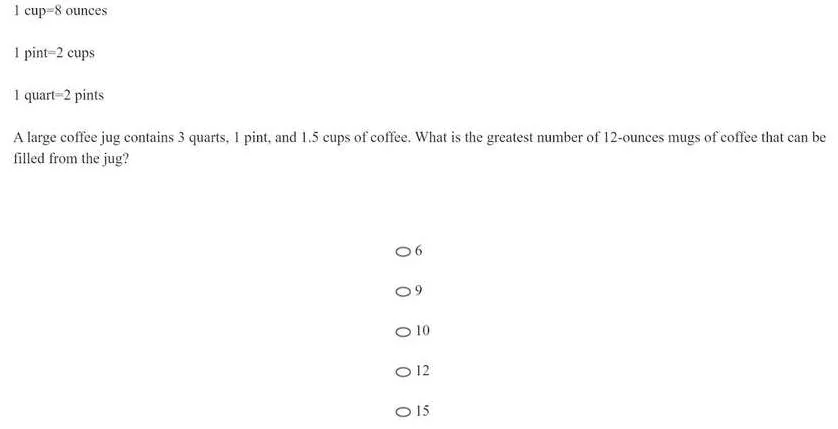 1 cup=8 ounces
1 pint=2 cups
1 quart=2 pints
A large coffee jug contains 3 quarts, 1 pint, and 1.5 cups of coffee. What is the greatest number of 12-ounces mugs of coffee that can be
filled from the jug?
6
9
10
12
15